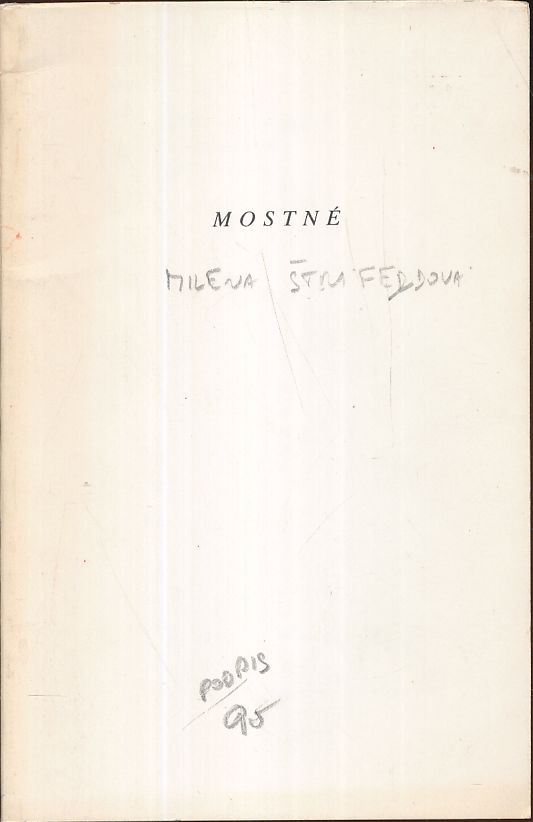 MOSTNÉ
MILENA ŠTRAFELDOVA
PODPIS
95